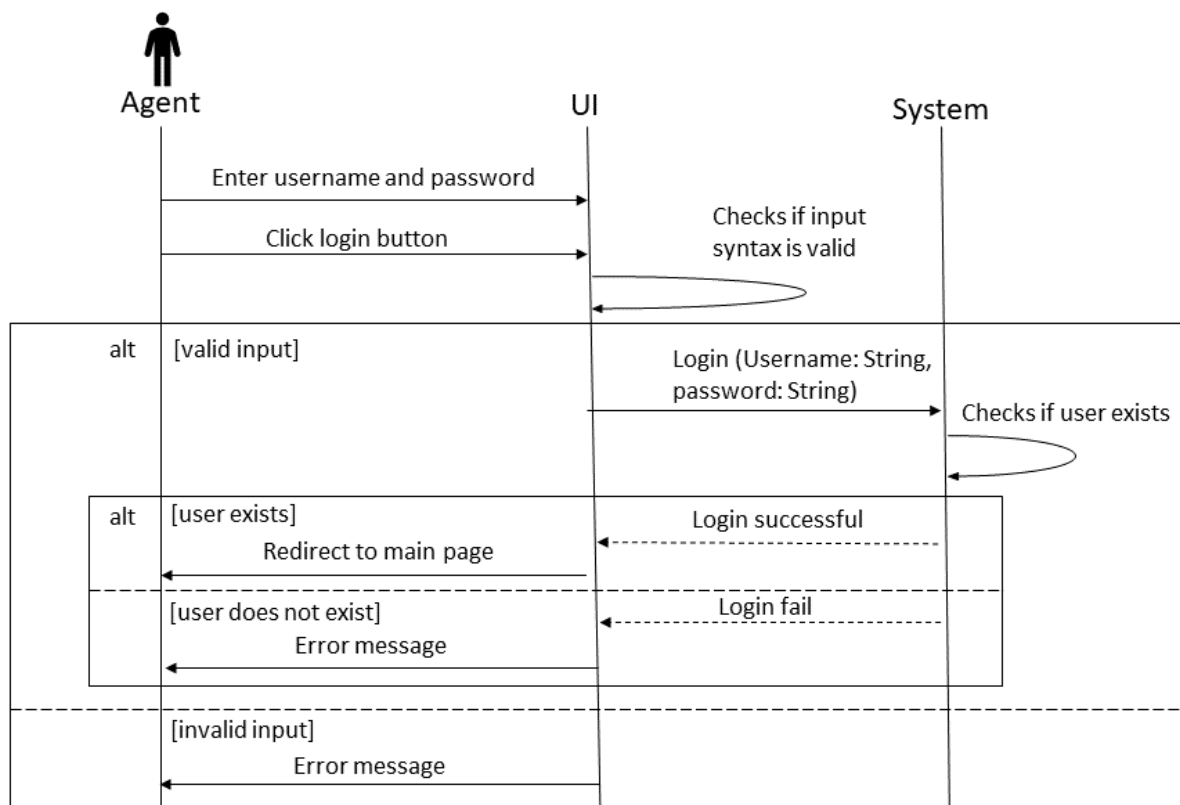 Agent
UI
System
Enter username and password
Checks if input
syntax is valid
Click login button
alt
[valid input]
Login (Username: String,
password: String)
Checks if user exists
alt
[user exists]
Login successful
Redirect to main page
[user does not exist]
Login fail
Error message
[invalid input]
Error message